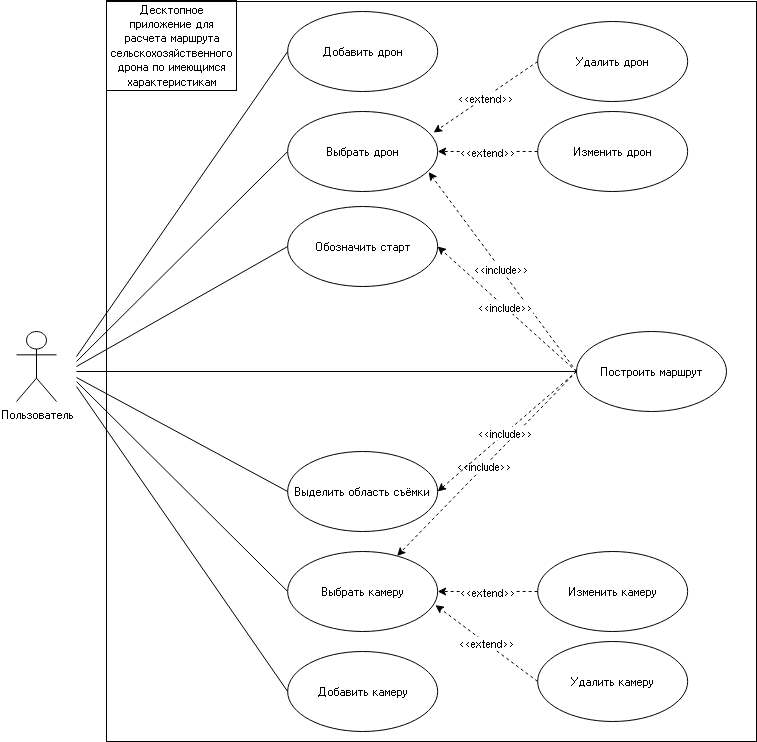 Десктопное
приложение для
расчета маршрута
сельскохозяйственного
дрона по имеющимся
характеристикам
Добавить дрон
Удалить дрон
<<extend>>
Выбрать дрон
<<extend>>
Изменить дрон
Обозначить старт
<<include>>
<<include>>
Построить маршрут
Пользователь
<<include>>
<<include>>
Выделить область съёмки
Выбрать камеру
<<extend>>
Изменить камеру
<<extend>>
Добавить камеру
Удалить камеру